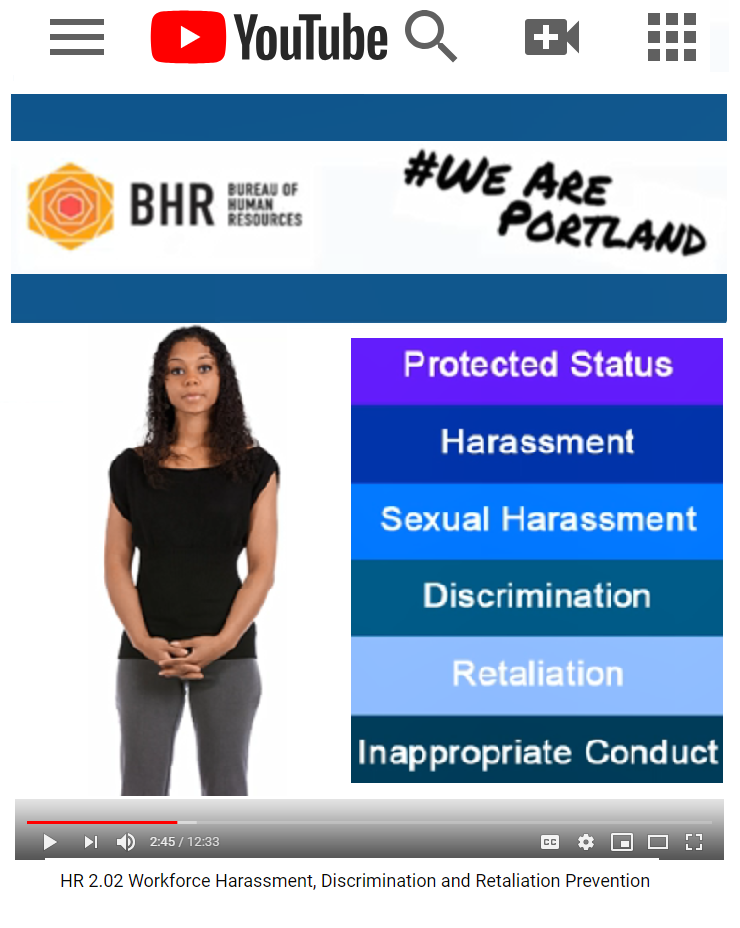 YouTube
BHR BUREAU OF
HUMAN
RESOURCES
#WE ARE
PORTLAND
Protected Status
Harassment
Sexual Harassment
Discrimination
Retaliation
Inappropriate Conduct
2:45 / 12:33
CC
HR 2.02 Workforce Harassment, Discrimination and Retaliation Prevention